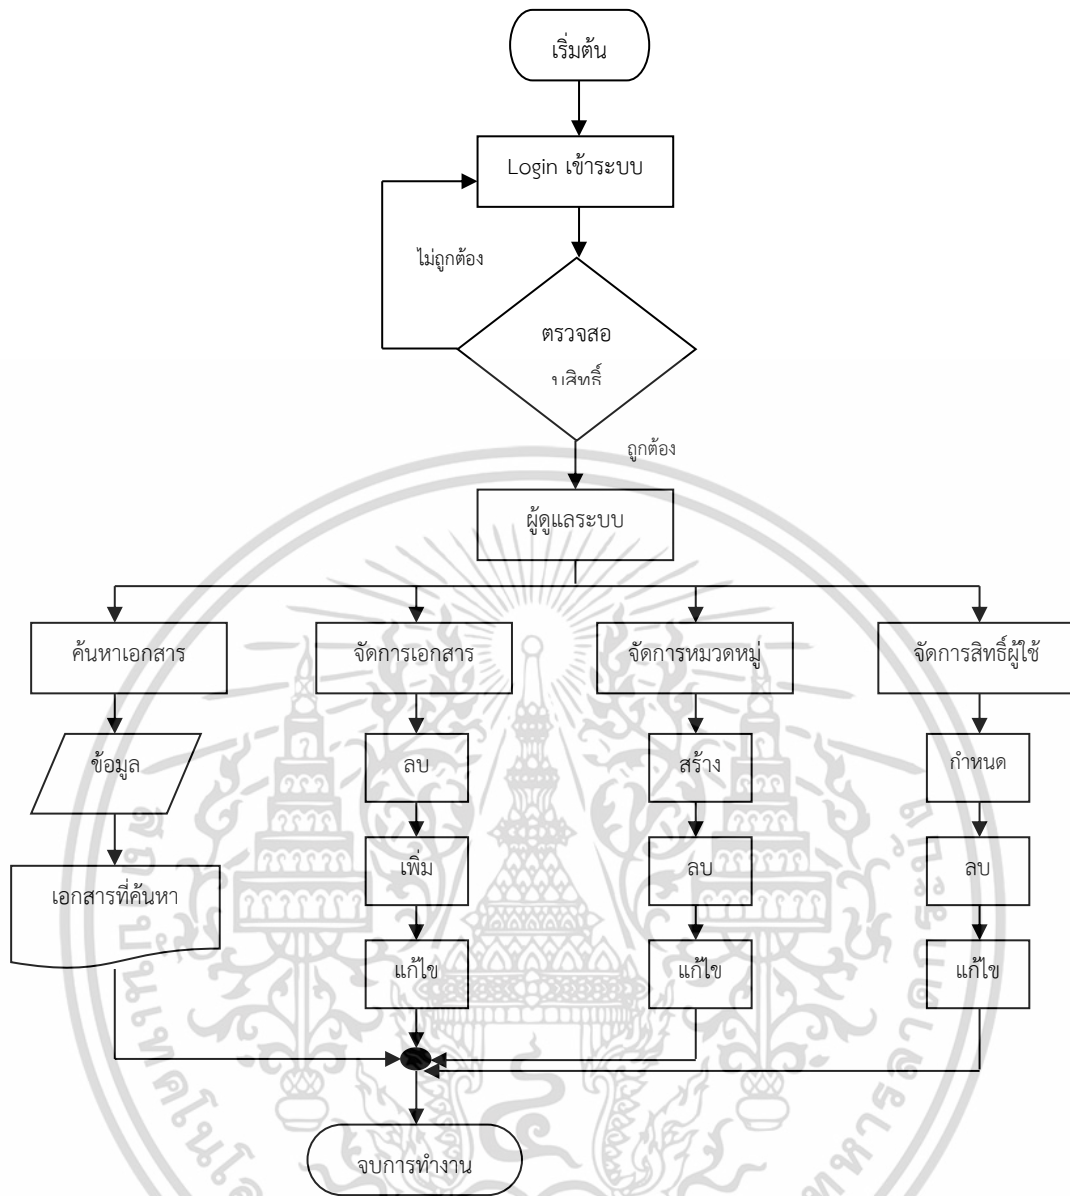 เริ่มต้น
Login เข้าระบบ
ไม่ถูกต้อง
ตรวจสอ
บสิทธิ์
ถูกต้อง
ผู้ดูแลระบบ
ค้นหาเอกสาร
จัดการเอกสาร
จัดการหมวดหมู่
จัดการสิทธิ์ผู้ใช้
ข้อมูล
ลบ
สร้าง
กำหนด
เอกสารที่ค้นหา
เพิ่ม
ลบ
ลบ
แก้ไข
แก้ไข
แก้ไข
จบการทำงาน